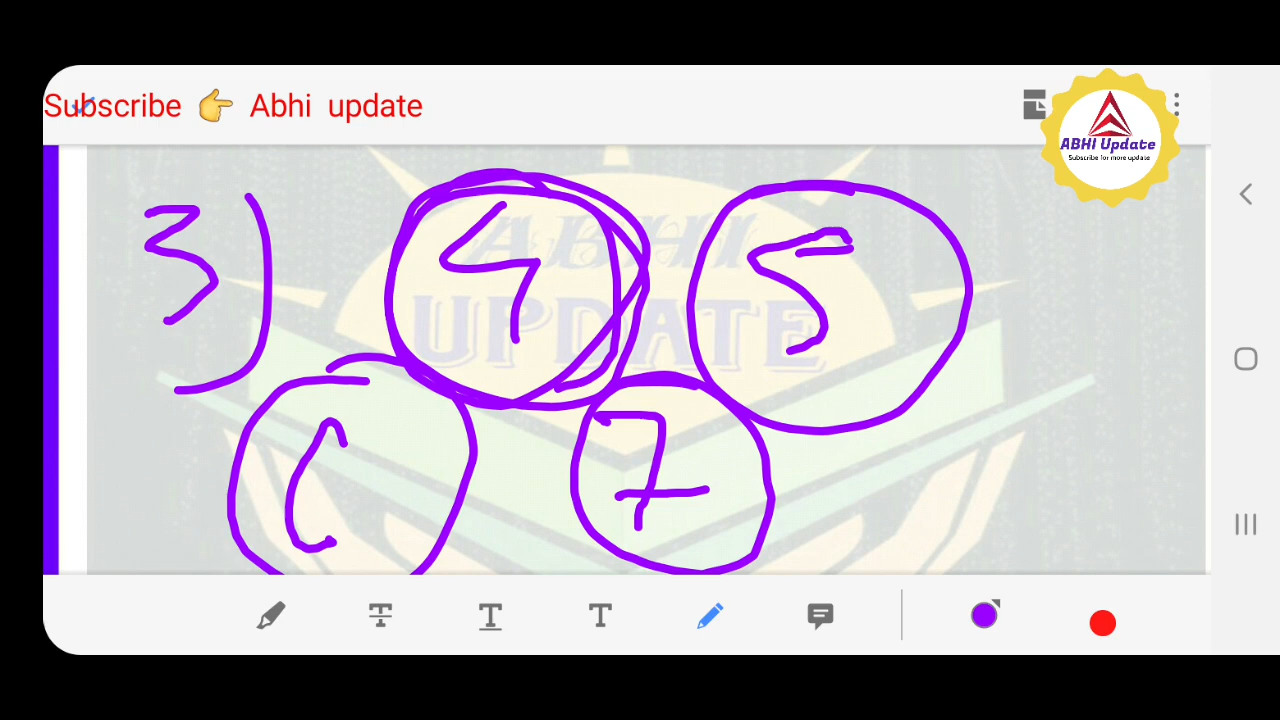 Subscribe 👉 Abhi update
ABHI Update
Subscribe for more update
ABHI
UPDATE
3) 4 5
7
T T T